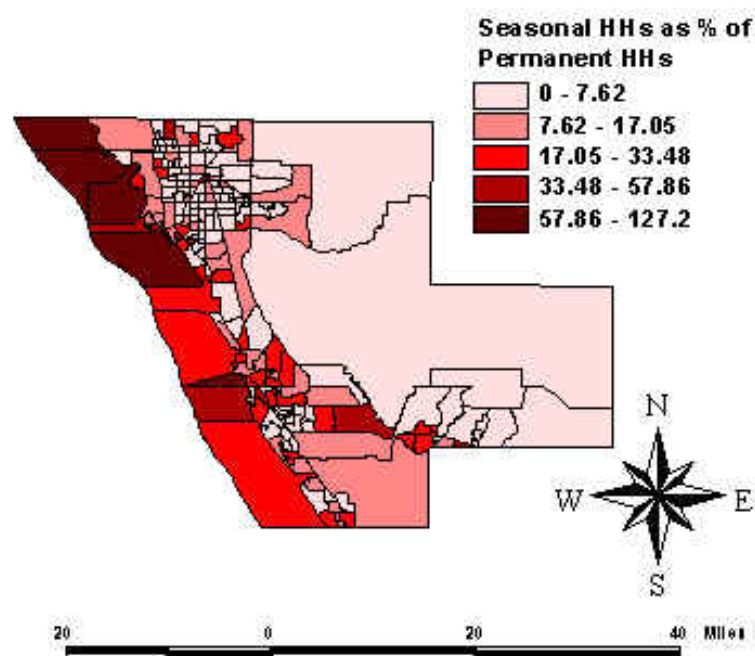 Seasonal HHs as % of
Permanent HHs
0 - 7.62
7.62 - 17.05
17.05 - 33.48
33.48 - 57.86
57.86 - 127.2
N
W E
S
20 0 20 40 Miles